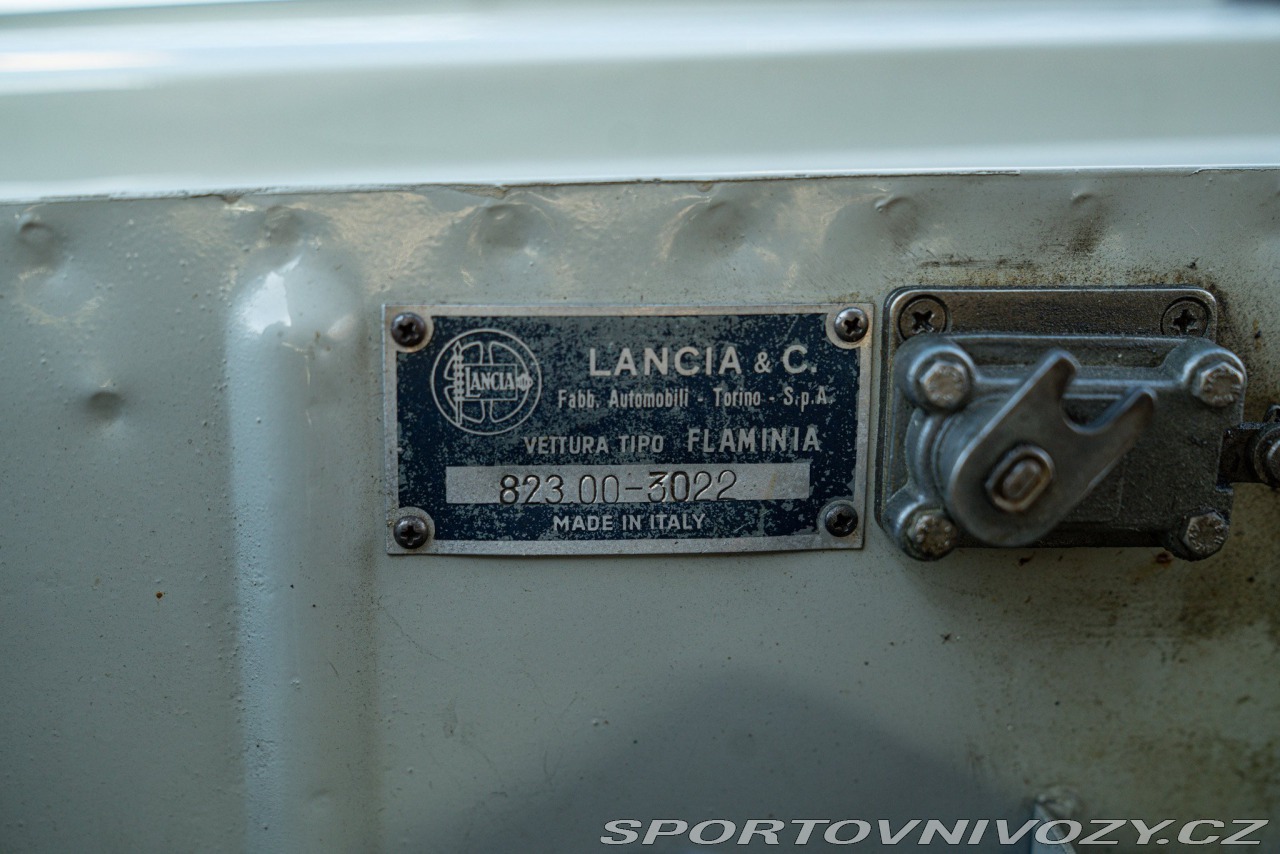 LANCIA & C.
LANCIA
Fabb. Automobili - Torino - S.p.A.
VETTURA TIPO FLAMINIA
823.00-3022
MADE IN ITALY
SPORTOVNIVOZY.CZ